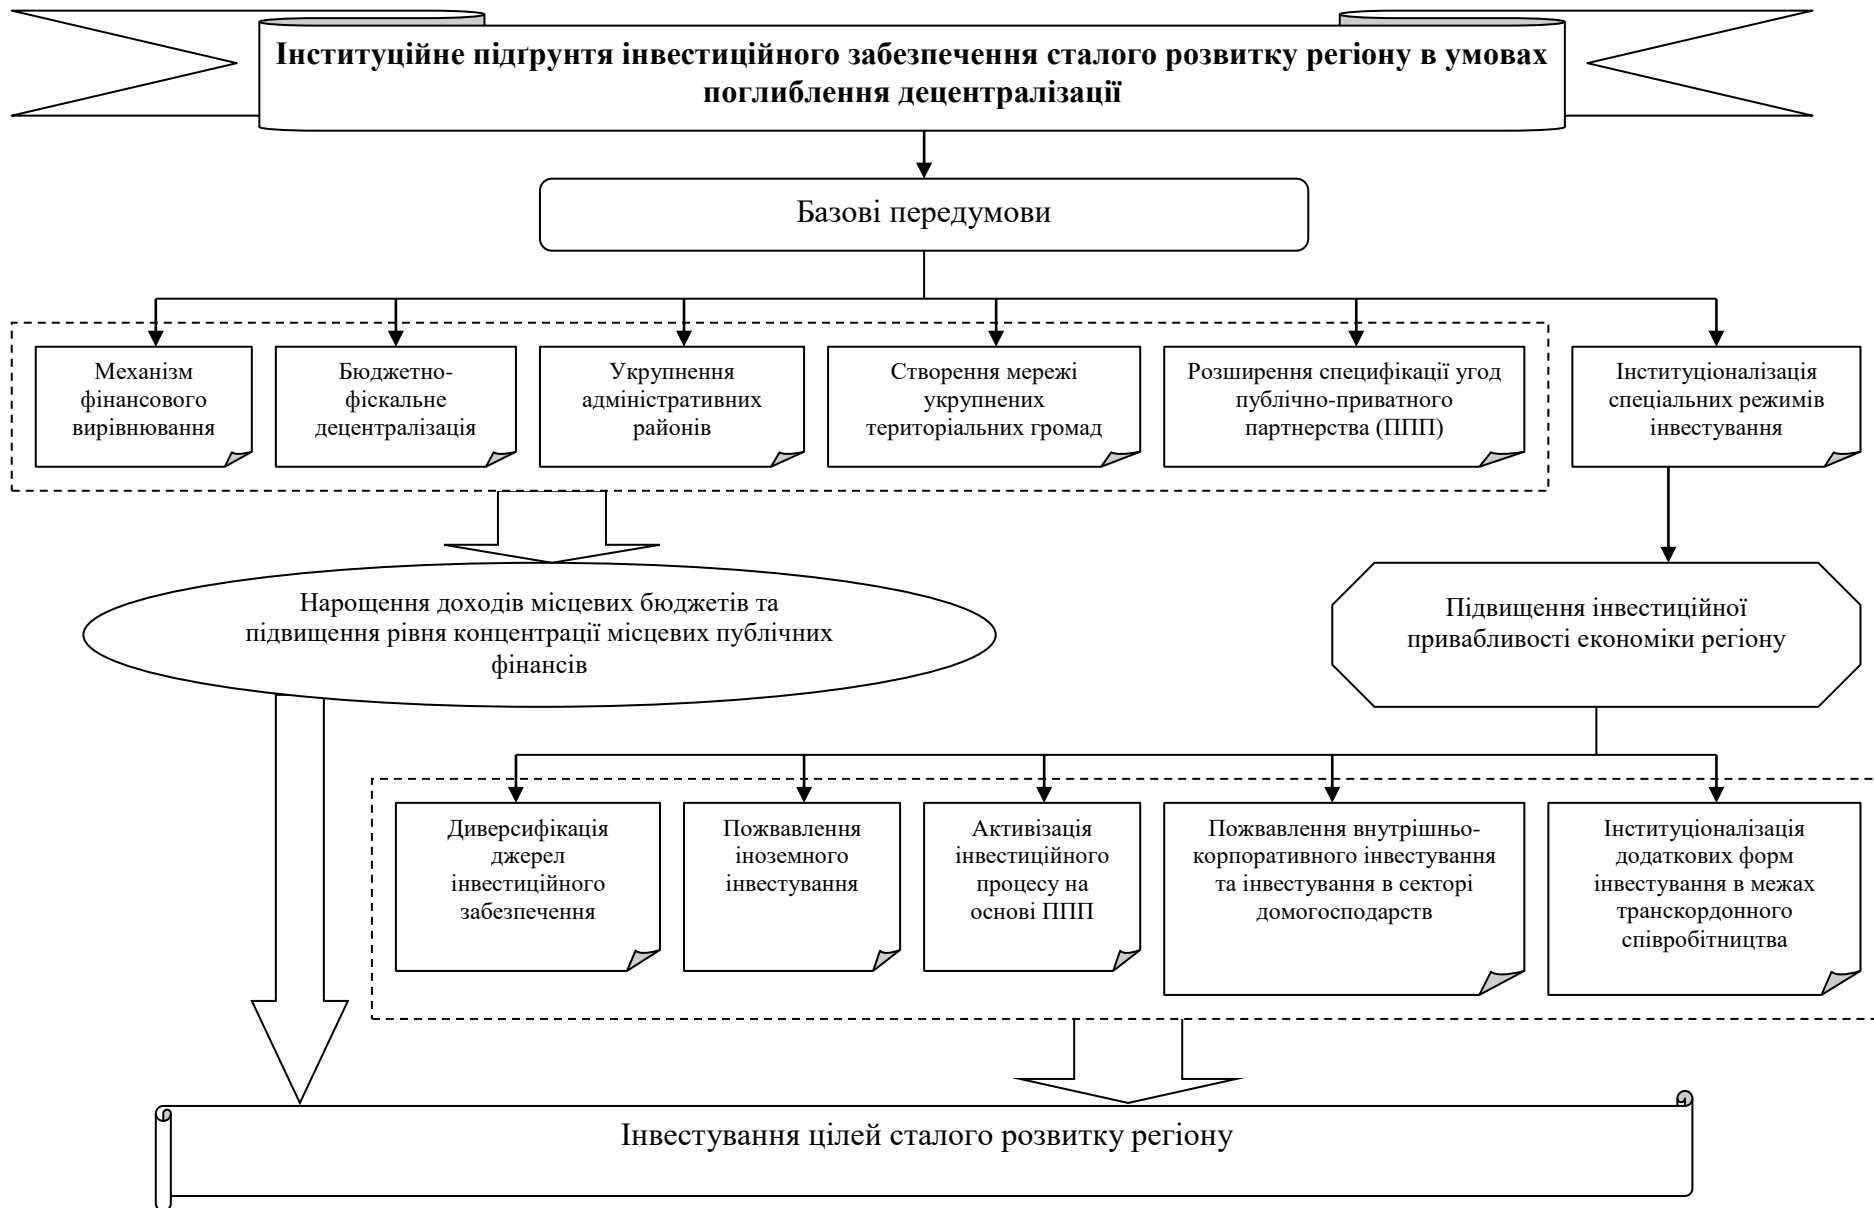 Інституційне підґрунтя інвестиційного забезпечення сталого розвитку регіону в умовах
поглиблення децентралізації
Базові передумови
Механізм
фінансового
вирівнювання
Бюджетно-
фіскальне
децентралізація
Укрупнення
адміністративних
районів
Створення мережі
укрупнених
територіальних громад
Розширення специфікації угод
публічно-приватного
партнерства (ППП)
Інституціоналізація
спеціальних режимів
інвестування
Нарощення доходів місцевих бюджетів та
підвищення рівня концентрації місцевих публічних
фінансів
Підвищення інвестиційної
привабливості економіки регіону
Диверсифікація
джерел
інвестиційного
забезпечення
Пожвавлення
іноземного
інвестування
Активізація
інвестиційного
процесу на
основі ППП
Пожвавлення внутрішньо-
корпоративного інвестування
та інвестування в секторі
домогосподарств
Інституціоналізація
додаткових форм
інвестування в межах
транскордонного
співробітництва
Інвестування цілей сталого розвитку регіону